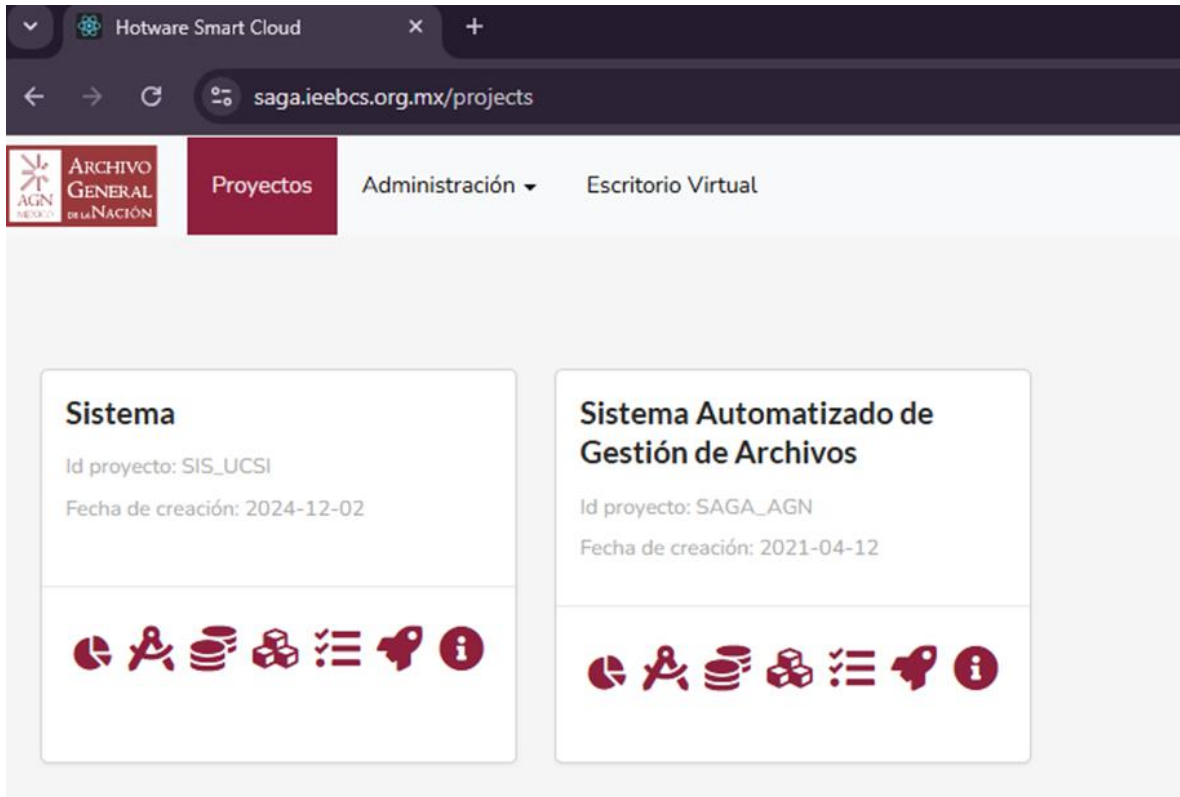 Hotware Smart Cloud
saga.ieebcs.org.mx/projects
AGN
MÉXICO
ARCHIVO
GENERAL
DE LA NACIÓN
Proyectos
Administración
Escritorio Virtual
Sistema
Id proyecto: SIS_UCSI
Fecha de creación: 2024-12-02
Sistema Automatizado de
Gestión de Archivos
Id proyecto: SAGA_AGN
Fecha de creación: 2021-04-12